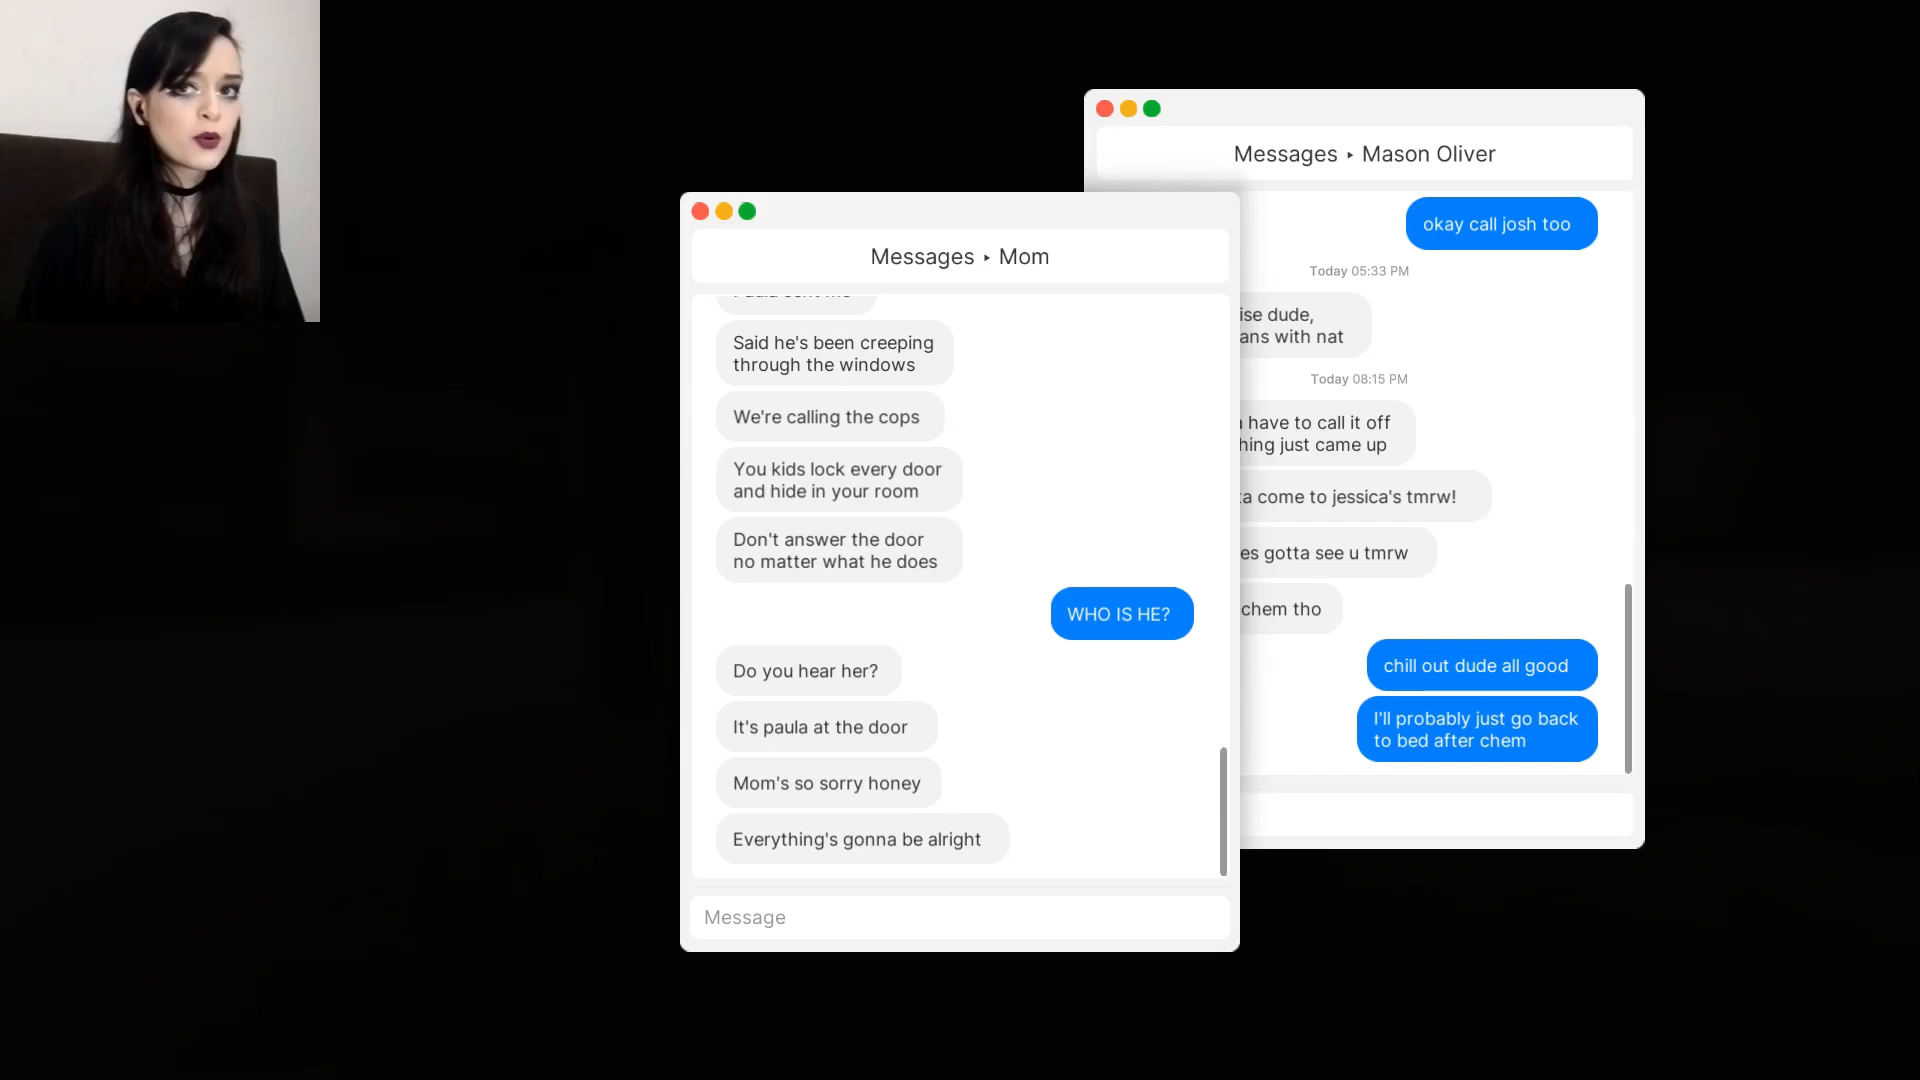 Messages ‣ Mom
Said he's been creeping
through the windows
We're calling the cops
You kids lock every door
and hide in your room
Don't answer the door
no matter what he does
WHO IS HE?
Do you hear her?
It's paula at the door
Mom's so sorry honey
Everything's gonna be alright
Message
Messages ‣ Mason Oliver
okay call josh too
Today 05:33 PM
dude,
with nat
Today 08:15 PM
have to call it off
just came up
come to jessica's tmrw!
gotta see u tmrw
chem tho
chill out dude all good
I'll probably just go back
to bed after chem